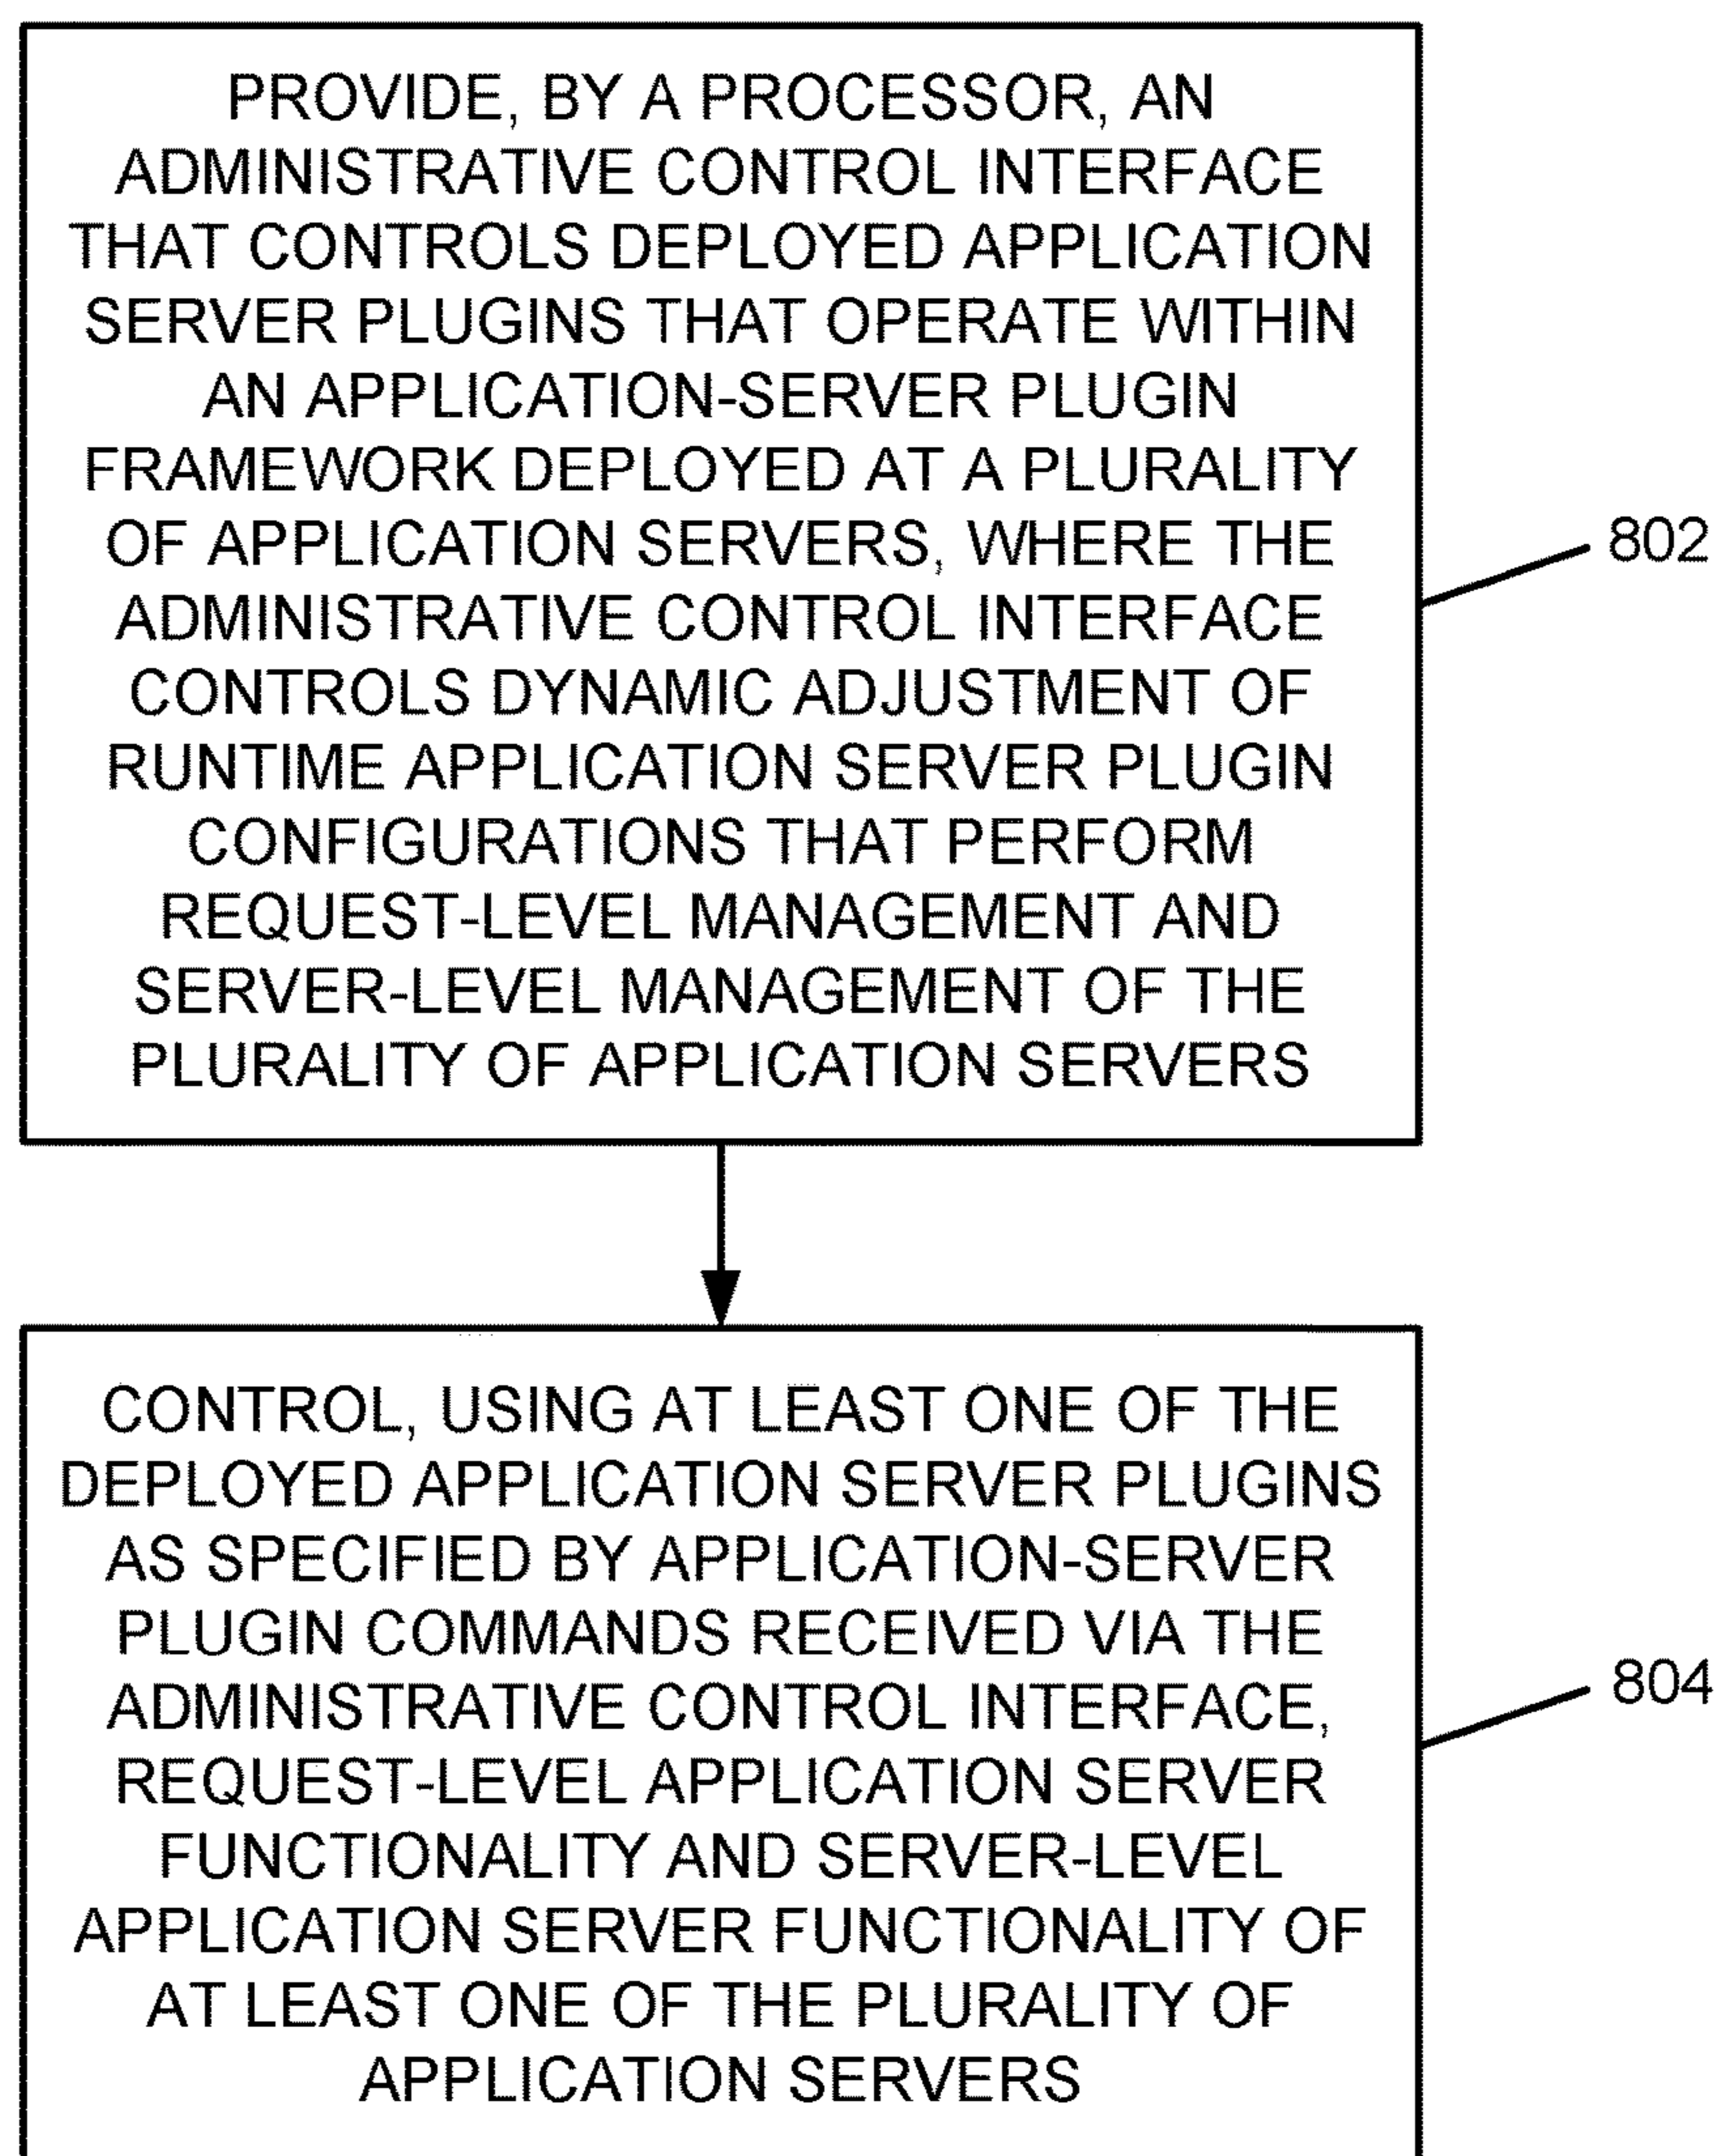 PROVIDE, BY A PROCESSOR, AN
ADMINISTRATIVE CONTROL INTERFACE
THAT CONTROLS DEPLOYED APPLICATION
SERVER PLUGINS THAT OPERATE WITHIN
AN APPLICATION-SERVER PLUGIN
FRAMEWORK DEPLOYED AT A PLURALITY
OF APPLICATION SERVERS, WHERE THE
ADMINISTRATIVE CONTROL INTERFACE
CONTROLS DYNAMIC ADJUSTMENT OF
RUNTIME APPLICATION SERVER PLUGIN
CONFIGURATIONS THAT PERFORM
REQUEST-LEVEL MANAGEMENT AND
SERVER-LEVEL MANAGEMENT OF THE
PLURALITY OF APPLICATION SERVERS
802
CONTROL, USING AT LEAST ONE OF THE
DEPLOYED APPLICATION SERVER PLUGINS
AS SPECIFIED BY APPLICATION-SERVER
PLUGIN COMMANDS RECEIVED VIA THE
ADMINISTRATIVE CONTROL INTERFACE,
REQUEST-LEVEL APPLICATION SERVER
FUNCTIONALITY AND SERVER-LEVEL
APPLICATION SERVER FUNCTIONALITY OF
AT LEAST ONE OF THE PLURALITY OF
APPLICATION SERVERS
804